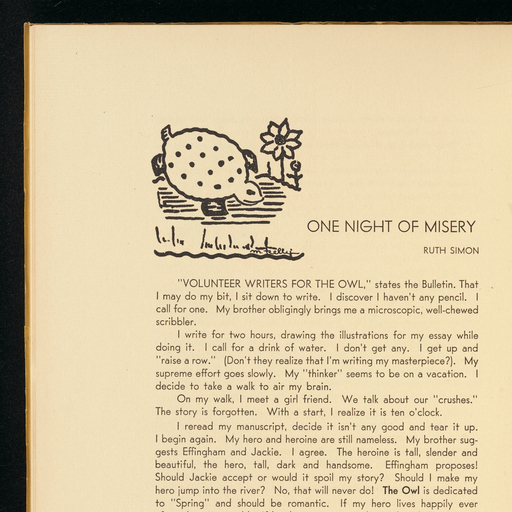 ONE NIGHT OF MISERY
RUTH SIMON
"VOLUNTEER WRITERS FOR THE OWL," states the Bulletin. That
I may do my bit, I sit down to write. I discover I haven't any pencil. I
call for one. My brother obligingly brings me a microscopic, well-chewed
scribbler.
I write for two hours, drawing the illustrations for my essay while
doing it. I call for a drink of water. I don't get any. I get up and
"raise a row." (Don't they realize that I'm writing my masterpiece?). My
supreme effort goes slowly. My "thinker" seems to be on a vacation. I
decide to take a walk to air my brain.
On my walk, I meet a girl friend. We talk about our "crushes."
The story is forgotten. With a start, I realize it is ten o'clock.
I reread my manuscript, decide it isn't any good and tear it up.
I begin again. My hero and heroine are still nameless. My brother sug-
gests Effingham and Jackie. I agree. The heroine is tall, slender and
beautiful, the hero, tall, dark and handsome. Effingham proposes!
Should Jackie accept or would it spoil my story? Should I make my
hero jump into the river? No, that will never do! The Owl is dedicated
to "Spring" and should be romantic. If my hero lives happily ever